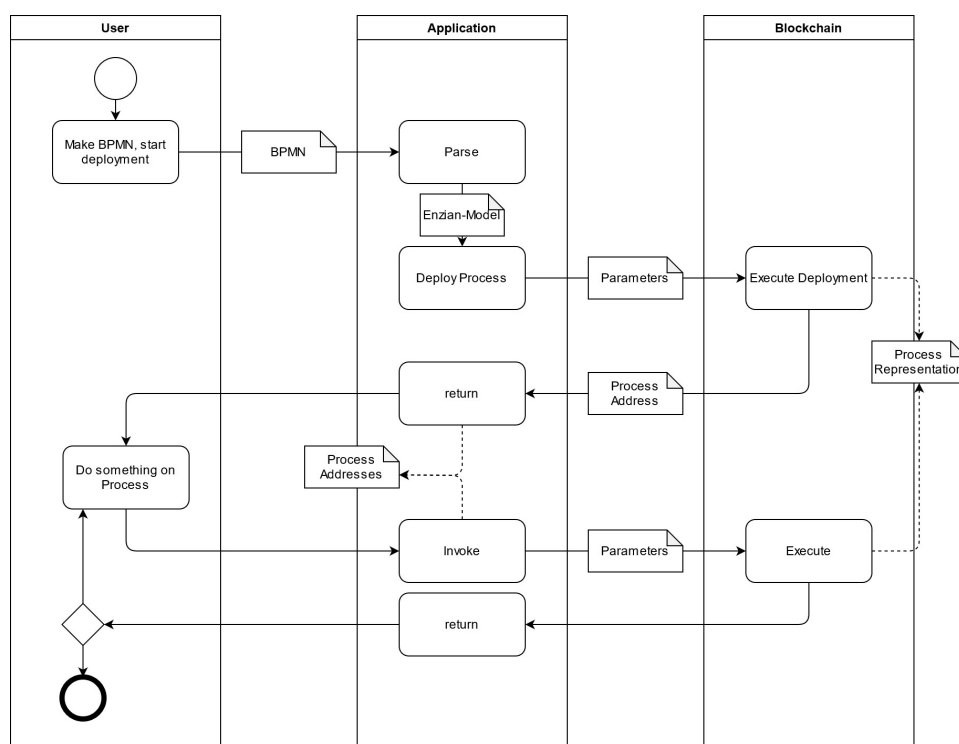 User
Application
Blockchain
Make BPMN, start
deployment
BPMN
Parse
Enzian-Model
Deploy Process
Parameters
Execute Deployment
Process
Representation
return
Process
Address
Do something on
Process
Process
Addresses
Invoke
Parameters
Execute
return